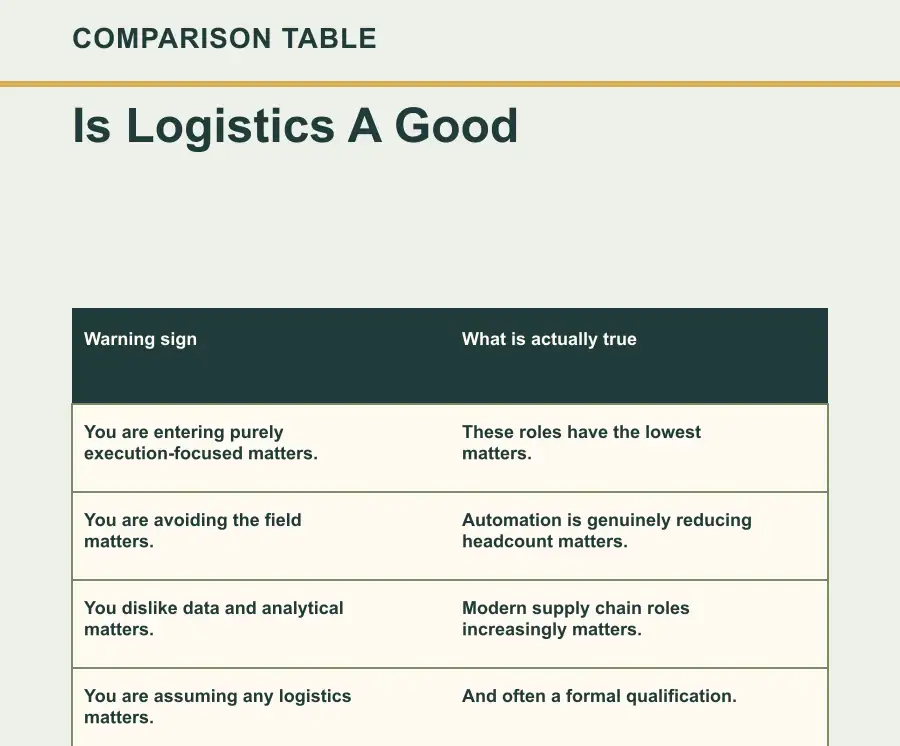 COMPARISON TABLE
Is Logistics A Good
Warning sign
What is actually true
You are entering purely
execution-focused matters.
These roles have the lowest
matters.
You are avoiding the field
matters.
Automation is genuinely reducing
headcount matters.
You dislike data and analytical
matters.
Modern supply chain roles
increasingly matters.
You are assuming any logistics
matters.
And often a formal qualification.